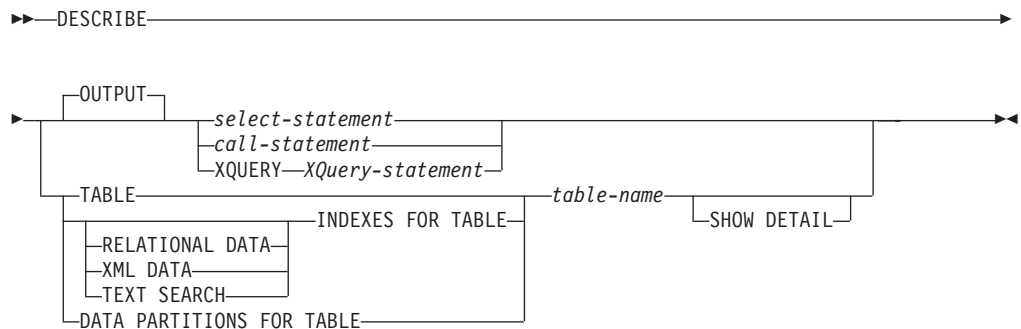 DESCRIBE
OUTPUT
select-statement
call-statement
XQUERY XQuery-statement
TABLE table-name
INDEXES FOR TABLE SHOW DETAIL
RELATIONAL DATA
XML DATA
TEXT SEARCH
DATA PARTITIONS FOR TABLE